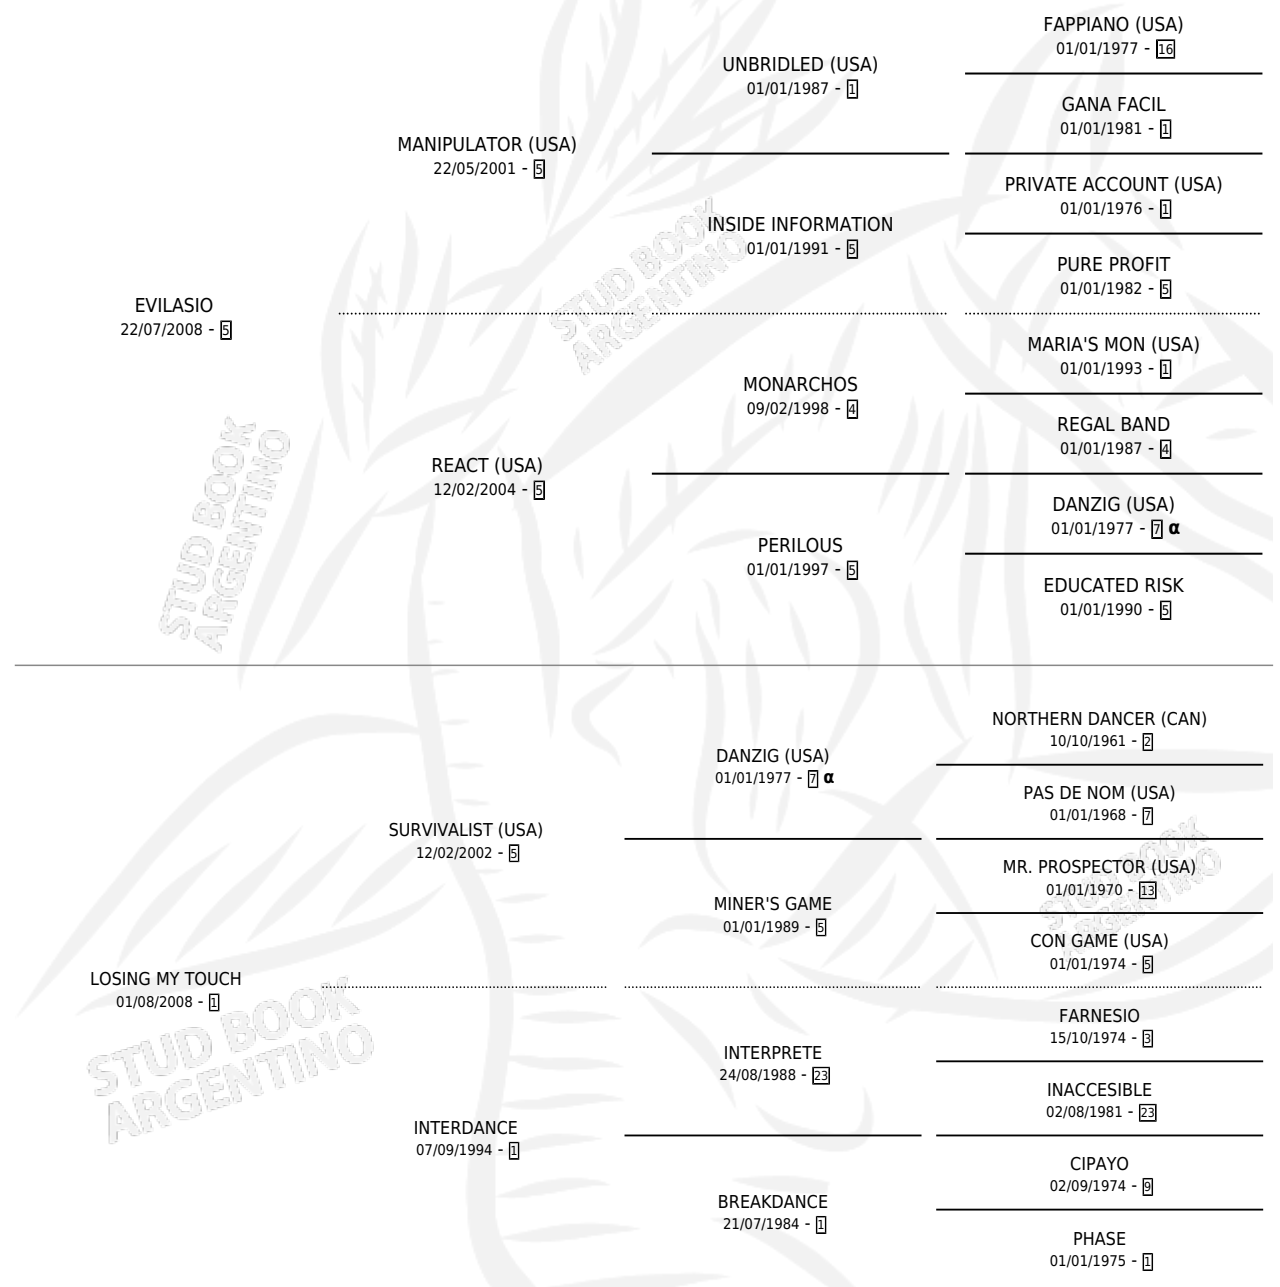 FAPPIANO (USA)
01/01/1977 - 16
UNBRIDLED (USA)
01/01/1987 - 1
GANA FACIL
01/01/1981 - 1
MANIPULATOR (USA)
22/05/2001 - 5
PRIVATE ACCOUNT (USA)
01/01/1976 - 1
INSIDE INFORMATION
01/01/1991 - 5
PURE PROFIT
01/01/1982 - 5
STUD BOOK
ARGENTINO
EVILASIO
22/07/2008 - 5
MARIA'S MON (USA)
01/01/1993 - 1
MONARCHOS
09/02/1998 - 4
REGAL BAND
01/01/1987 - 4
REACT (USA)
12/02/2004 - 5
DANZIG (USA)
01/01/1977 - 7 α
PERILOUS
01/01/1997 - 5
EDUCATED RISK
01/01/1990 - 5
STUD BOOK
ARGENTINO
NORTHERN DANCER (CAN)
10/10/1961 - 2
DANZIG (USA)
01/01/1977 - 7 α
PAS DE NOM (USA)
01/01/1968 - 7
SURVIVALIST (USA)
12/02/2002 - 5
MR. PROSPECTOR (USA)
01/01/1970 - 13
MINER'S GAME
01/01/1989 - 5
CON GAME (USA)
01/01/1974 - 5
STUD BOOK
ARGENTINO
LOSING MY TOUCH
01/08/2008 - 1
FARNESIO
15/10/1974 - 3
INTERPRETE
24/08/1988 - 23
INACCESIBLE
02/08/1981 - 23
INTERDANCE
07/09/1994 - 1
CIPAYO
02/09/1974 - 9
BREAKDANCE
21/07/1984 - 1
PHASE
01/01/1975 - 1
STUD BOOK
ARGENTINO